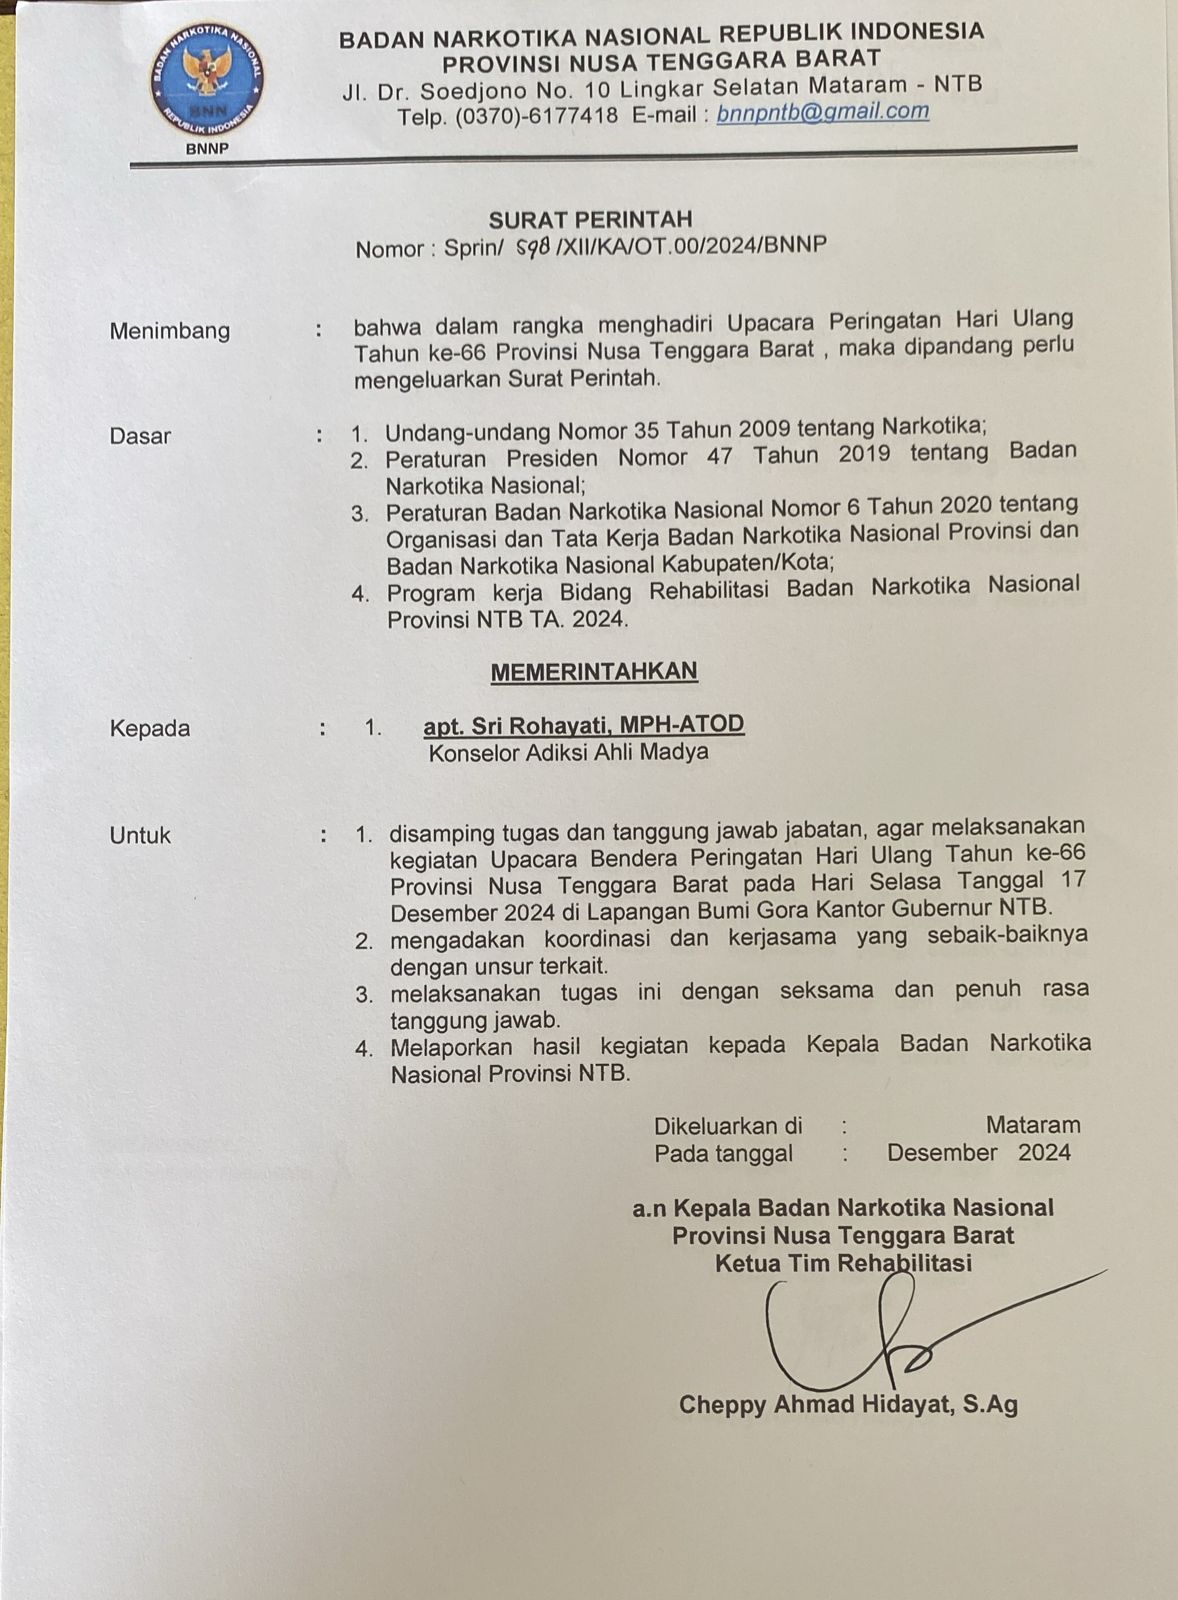 BADAN NARKOTIKA NASIONAL
BNN
REPUBLIK INDONESIA
BNNP
BADAN NARKOTIKA NASIONAL REPUBLIK INDONESIA
PROVINSI NUSA TENGGARA BARAT
Jl. Dr. Soedjono No. 10 Lingkar Selatan Mataram - NTB
Telp. (0370)-6177418 E-mail : bnnpntb@gmail.com
SURAT PERINTAH
Nomor : Sprin/ 598 /XII/KA/OT.00/2024/BNNP
Menimbang : bahwa dalam rangka menghadiri Upacara Peringatan Hari Ulang
Tahun ke-66 Provinsi Nusa Tenggara Barat , maka dipandang perlu
mengeluarkan Surat Perintah.
Dasar : 1. Undang-undang Nomor 35 Tahun 2009 tentang Narkotika;
2. Peraturan Presiden Nomor 47 Tahun 2019 tentang Badan
Narkotika Nasional;
3. Peraturan Badan Narkotika Nasional Nomor 6 Tahun 2020 tentang
Organisasi dan Tata Kerja Badan Narkotika Nasional Provinsi dan
Badan Narkotika Nasional Kabupaten/Kota;
4. Program kerja Bidang Rehabilitasi Badan Narkotika Nasional
Provinsi NTB TA. 2024.
MEMERINTAHKAN
Kepada : 1. apt. Sri Rohayati, MPH-ATOD
Konselor Adiksi Ahli Madya
Untuk : 1. disamping tugas dan tanggung jawab jabatan, agar melaksanakan
kegiatan Upacara Bendera Peringatan Hari Ulang Tahun ke-66
Provinsi Nusa Tenggara Barat pada Hari Selasa Tanggal 17
Desember 2024 di Lapangan Bumi Gora Kantor Gubernur NTB.
2. mengadakan koordinasi dan kerjasama yang sebaik-baiknya
dengan unsur terkait.
3. melaksanakan tugas ini dengan seksama dan penuh rasa
tanggung jawab.
4. Melaporkan hasil kegiatan kepada Kepala Badan Narkotika
Nasional Provinsi NTB.
Dikeluarkan di : Mataram
Pada tanggal : Desember 2024
a.n Kepala Badan Narkotika Nasional
Provinsi Nusa Tenggara Barat
Ketua Tim Rehabilitasi
Cheppy Ahmad Hidayat, S.Ag